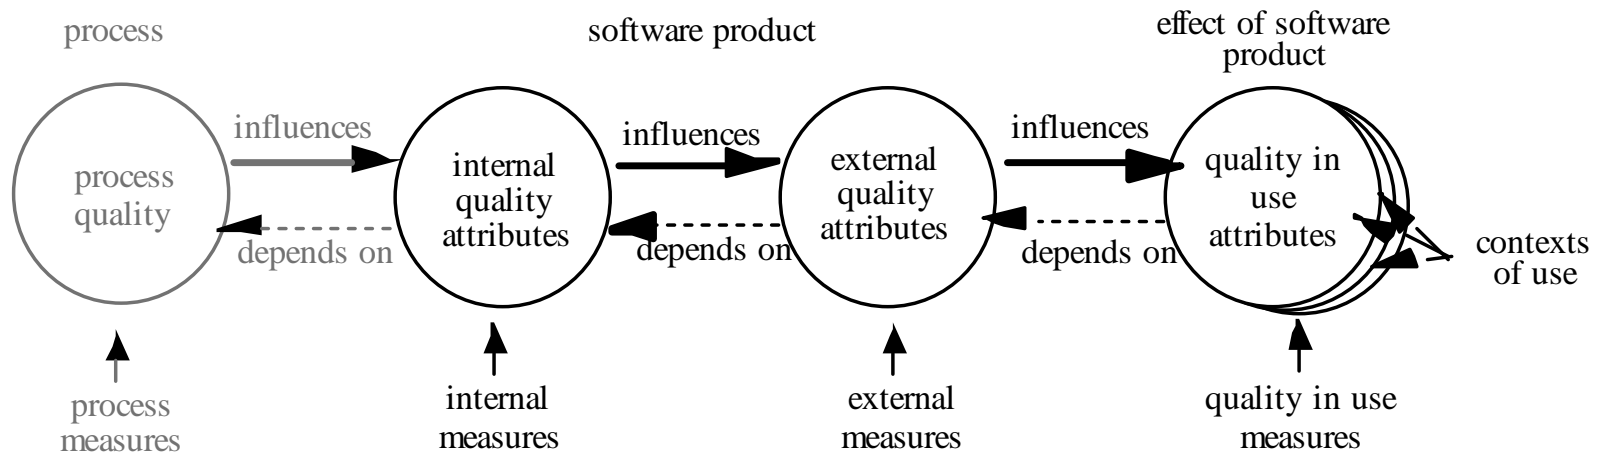 process
software product
effect of software
product
influences
influences
influences
process
quality
internal
quality
attributes
external
quality
attributes
quality in
use
attributes
depends on
depends on
depends on
contexts
of use
process
measures
internal
measures
external
measures
quality in use
measures